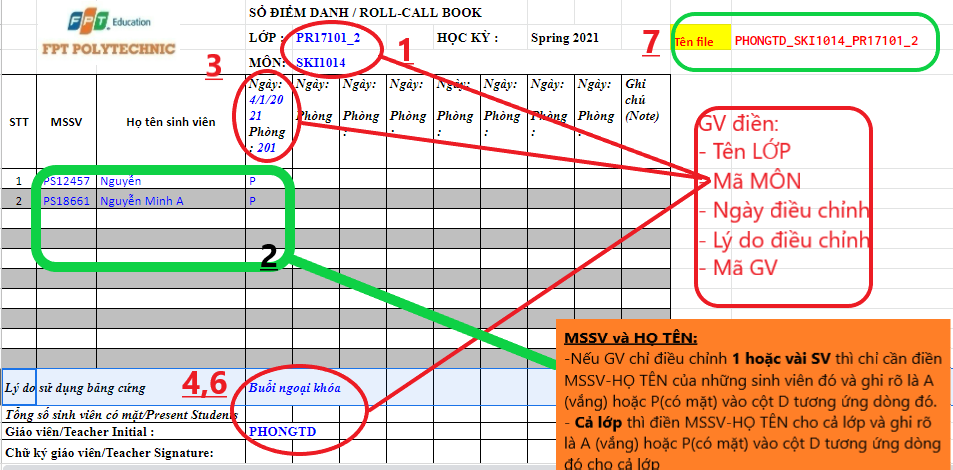 SỔ ĐIỂM DANH / ROLL-CALL BOOK
FPT Education
FPT POLYTECHNIC
LỚP : PR17101_2 HỌC KỲ : Spring 2021
MÔN: SKI1014
1
7
Tên file PHONGTD_SKI1014_PR17101_2
3
STT MSSV Họ tên sinh viên Ngày: 4/1/2021 Phòng : 201 Ngày: Phòng : Ngày: Phòng : Ngày: Phòng : Ngày: Phòng : Ngày: Phòng : Ngày: Phòng : Ngày: Phòng : Ghi chú (Note)
1 PS12457 Nguyễn P
2 PS18661 Nguyễn Minh A P
2
GV điền:
- Tên LỚP
- Mã MÔN
- Ngày điều chỉnh
- Lý do điều chỉnh
- Mã GV
4,6
Lý do sử dụng bảng cứng Buổi ngoại khóa
Tổng số sinh viên có mặt/Present Students
Giáo viên/Teacher Initial : PHONGTD
Chữ ký giáo viên/Teacher Signature:
MSSV và HỌ TÊN:
-Nếu GV chỉ điều chỉnh 1 hoặc vài SV thì chỉ cần điền
MSSV-HỌ TÊN của những sinh viên đó và ghi rõ là A
(vắng) hoặc P(có mặt) vào cột D tương ứng dòng đó.
- Cả lớp thì điền MSSV-HỌ TÊN cho cả lớp và ghi rõ
là A (vắng) hoặc P(có mặt) vào cột D tương ứng dòng
đó cho cả lớp